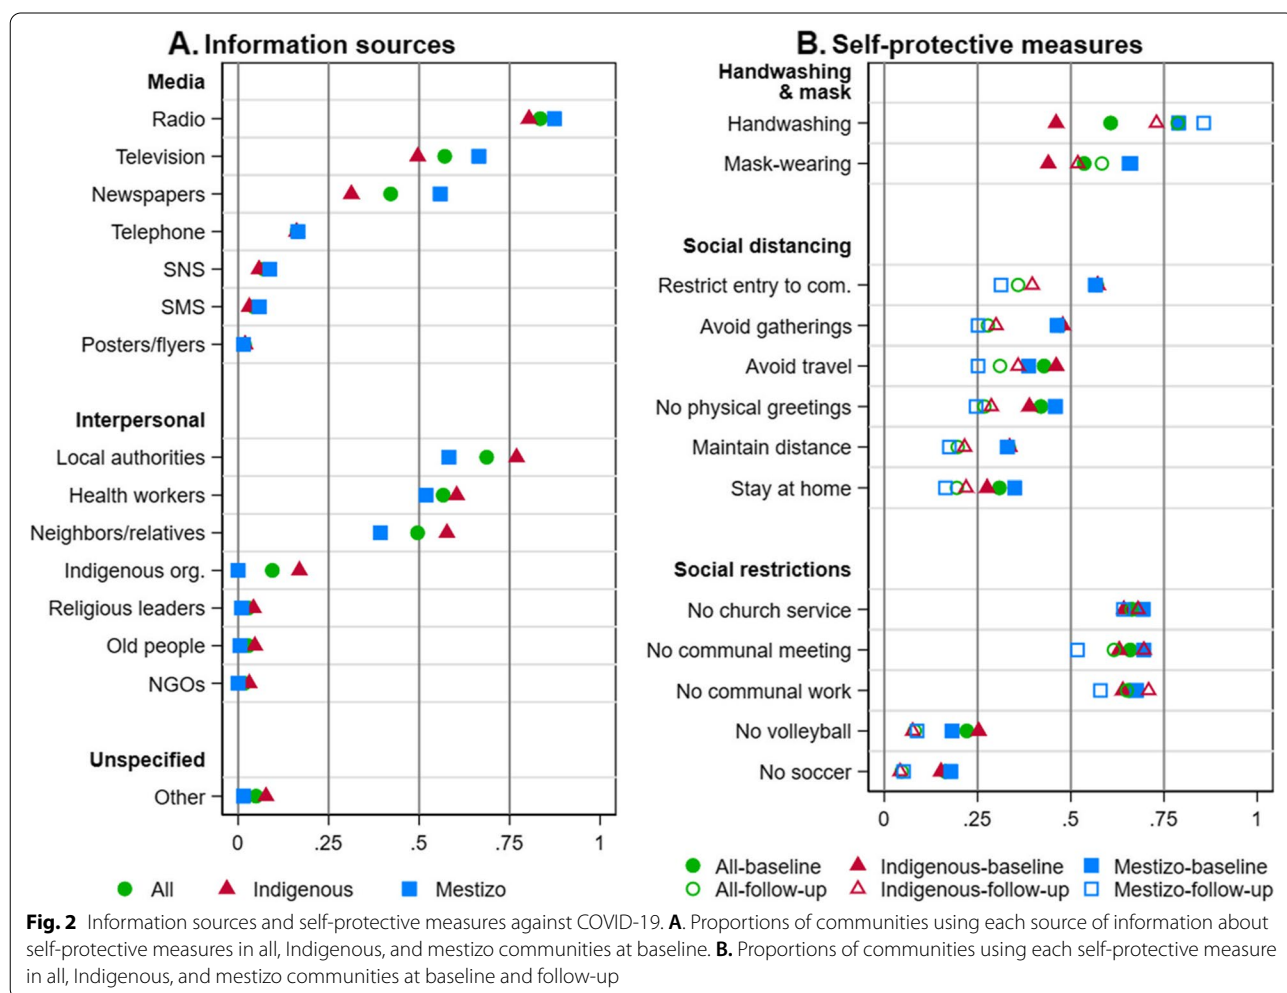 A. Information sources
Media
Radio
Television
Newspapers
Telephone
SNS
SMS
Posters/flyers
Interpersonal
Local authorities
Health workers
Neighbors/relatives
Indigenous org.
Religious leaders
Old people
NGOs
Unspecified
Other
0 .25 .5 .75 1
All Indigenous Mestizo
B. Self-protective measures
Handwashing
& mask
Handwashing
Mask-wearing
Social distancing
Restrict entry to com.
Avoid gatherings
Avoid travel
No physical greetings
Maintain distance
Stay at home
Social restrictions
No church service
No communal meeting
No communal work
No volleyball
No soccer
0 .25 .5 .75 1
All-baseline Indigenous-baseline Mestizo-baseline
All-follow-up Indigenous-follow-up Mestizo-follow-up
Fig. 2 Information sources and self-protective measures against COVID-19. A. Proportions of communities using each source of information about
self-protective measures in all, Indigenous, and mestizo communities at baseline. B. Proportions of communities using each self-protective measure
in all, Indigenous, and mestizo communities at baseline and follow-up